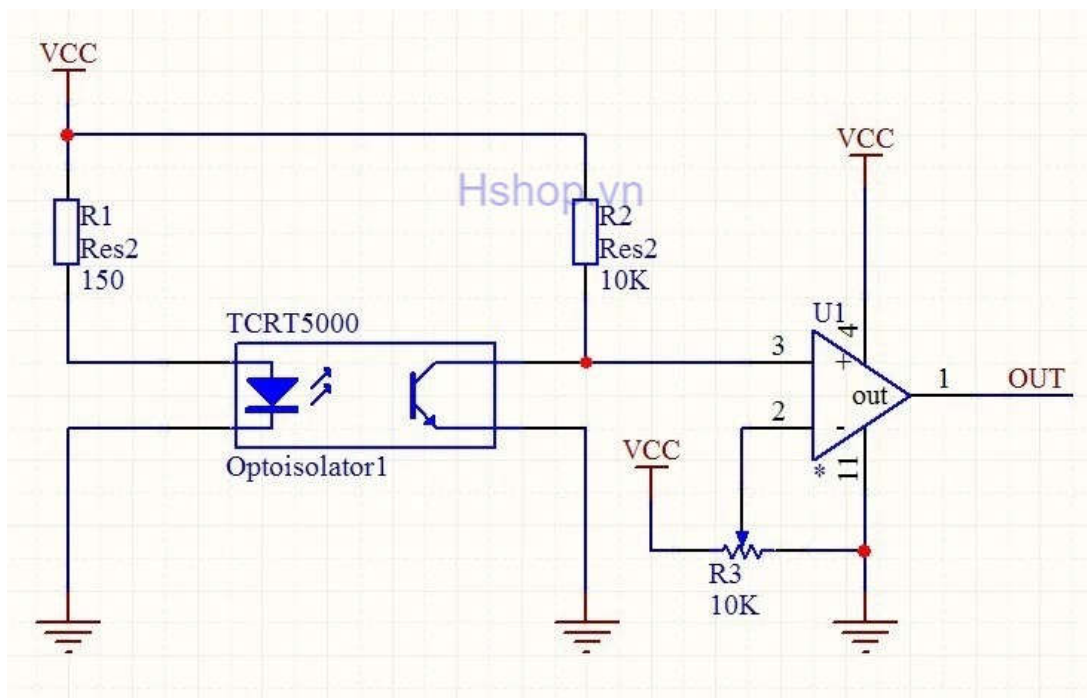 VCC
VCC
Hshop.vn
R1
Res2
150
R2
Res2
10K
TCRT5000
U1
4
3
+
out
1
OUT
2
-
VCC
Optoisolator1
*
11
R3
10K